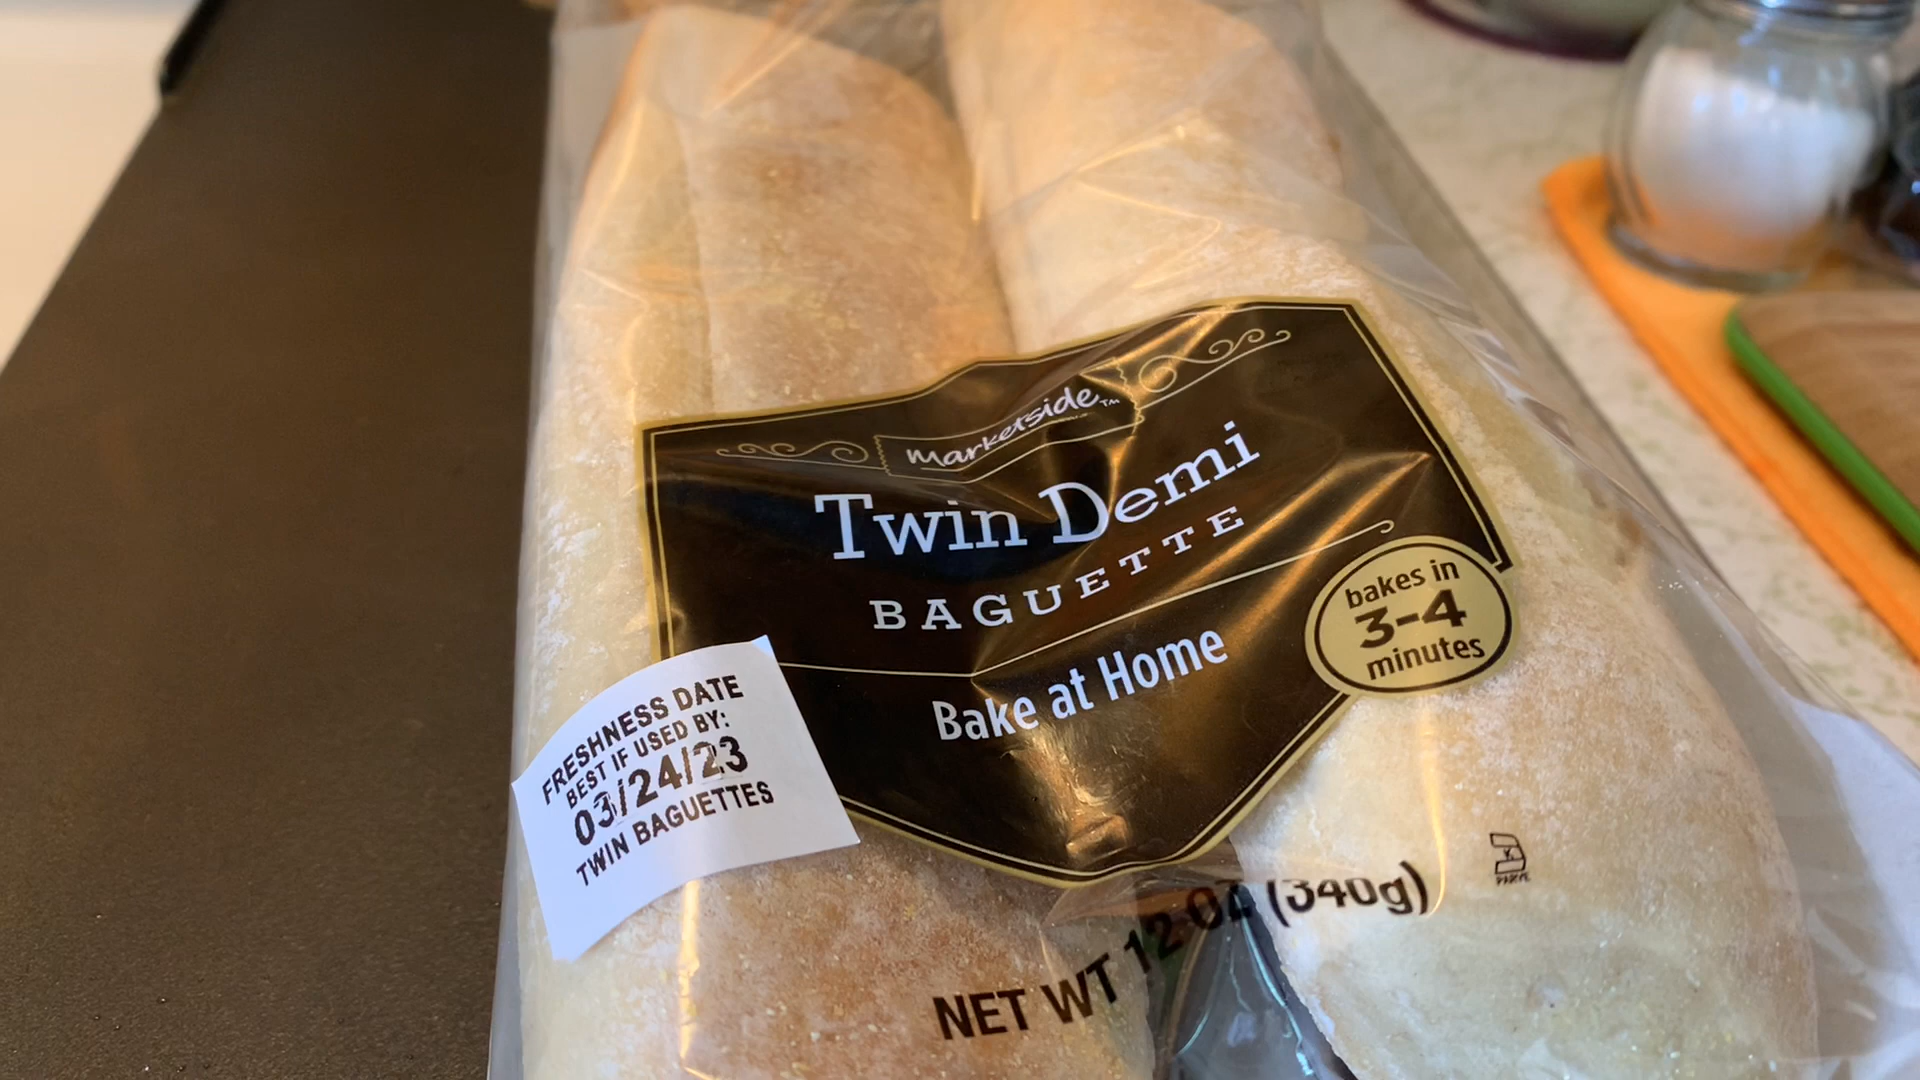 Marketside™
Twin Demi
BAGUETTE
Bake at Home
bakes in
3-4
minutes
FRESHNESS DATE
BEST IF USED BY:
03/24/23
TWIN BAGUETTES
NET WT 12 OZ (340g)
PARVE